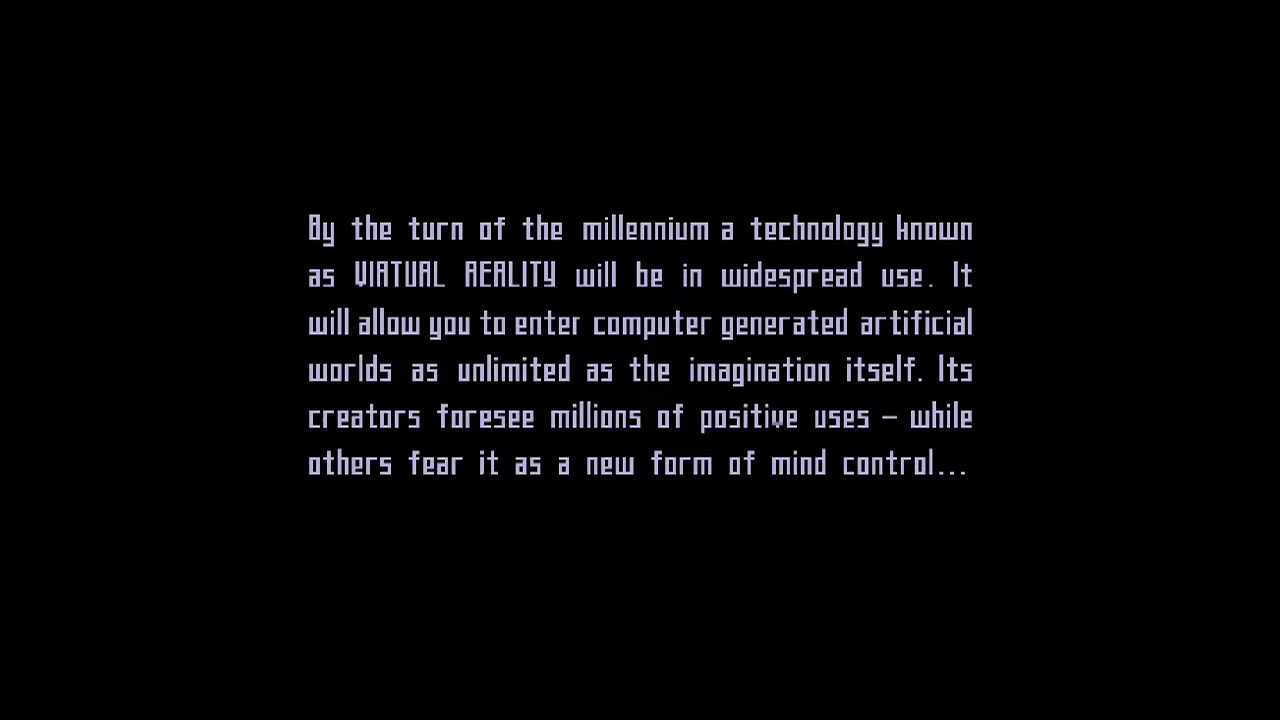 By the turn of the millennium a technology known
as VIRTUAL REALITY will be in widespread use. It
will allow you to enter computer generated artificial
worlds as unlimited as the imagination itself. Its
creators foresee millions of positive uses – while
others fear it as a new form of mind control...